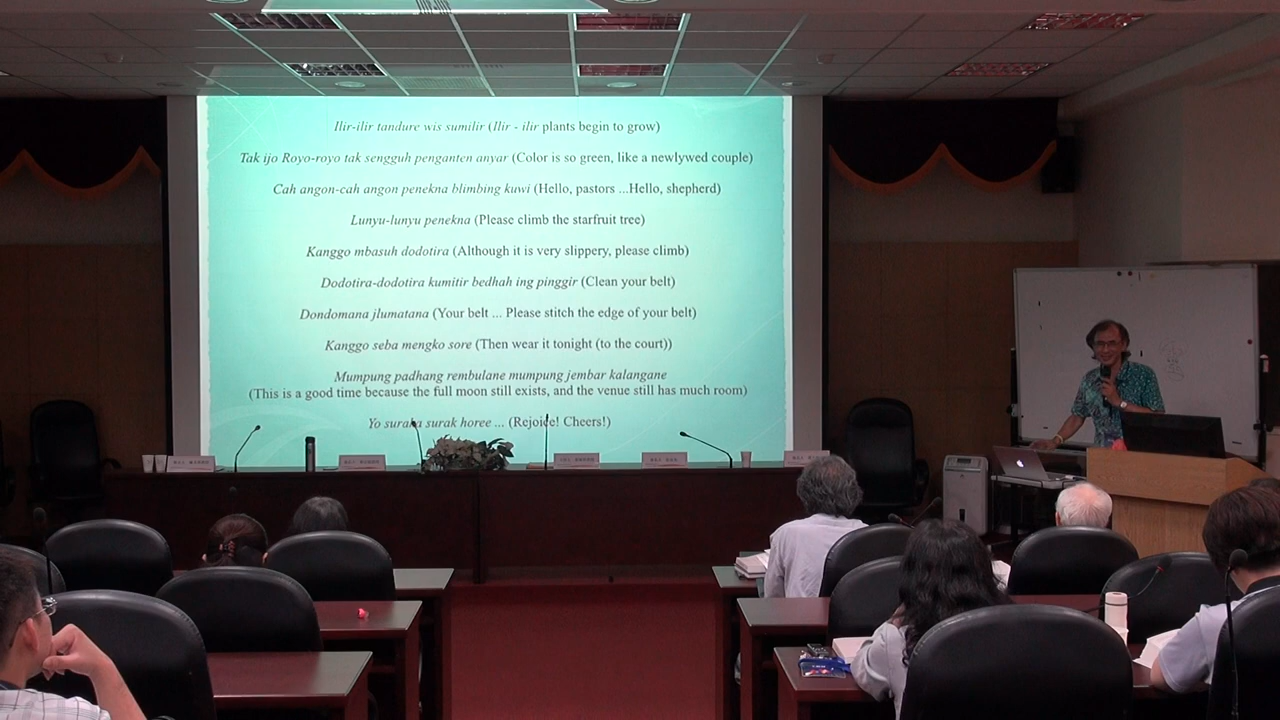 Ilir-ilir tandure wis sumilir (Ilir - ilir plants begin to grow)
Tak ijo Royo-royo tak sengguh penganten anyar (Color is so green, like a newlywed couple)
Cah angon-cah angon penekna blimbing kuwi (Hello, pastors ...Hello, shepherd)
Lunyu-lunyu penekna (Please climb the starfruit tree)
Kanggo mbasuh dodotira (Although it is very slippery, please climb)
Dodotira-dodotira kumitir bedhah ing pinggir (Clean your belt)
Dondomana jlumatana (Your belt ... Please stitch the edge of your belt)
Kanggo seba mengko sore (Then wear it tonight (to the court))
Mumpung padhang rembulane mumpung jembar kalangane
(This is a good time because the full moon still exists, and the venue still has much room)
Yo suraka surak horee ... (Rejoice! Cheers!)